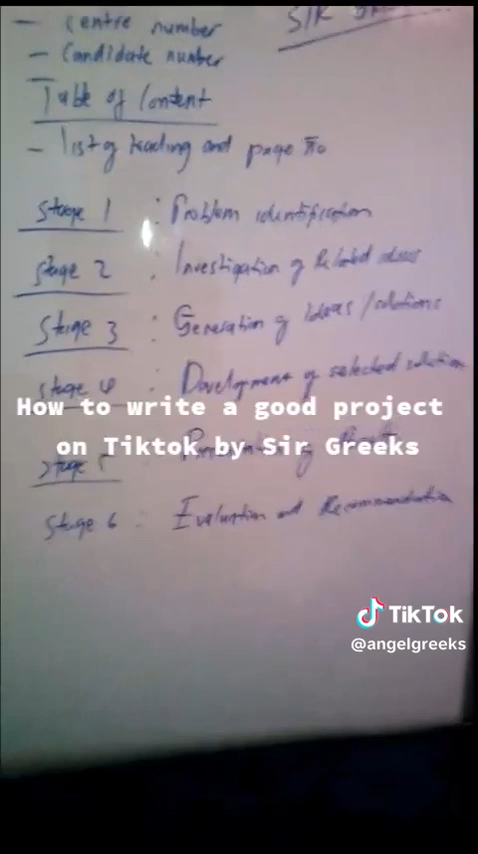 - Centre number
SIR
- Candidate number
Table of Content
- list of heading and page no
Stage 1 : Problem identification
Stage 2 : Investigation of Related ideas
Stage 3 : Generation of Ideas/solutions
Stage 4 : Development of selected solution
How to write a good project
on Tiktok by Sir Greeks
Stage 5 of
Stage 6 : Evaluation and Recommendation
TikTok
@angelgreeks